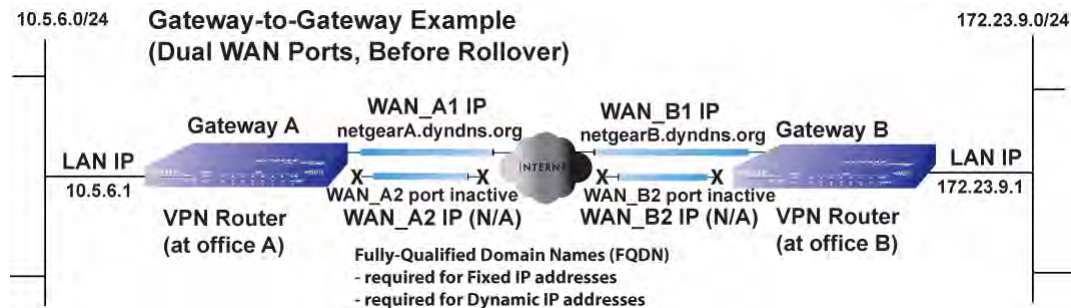 10.5.6.0/24
Gateway-to-Gateway Example
(Dual WAN Ports, Before Rollover)
172.23.9.0/24
WAN_A1 IP
netgearA.dyndns.org
WAN_B1 IP
netgearB.dyndns.org
Gateway A
Gateway B
LAN IP
10.5.6.1
INTERNET
LAN IP
172.23.9.1
X
X
X
X
WAN_A2 port inactive
WAN_A2 IP (N/A)
WAN_B2 port inactive
WAN_B2 IP (N/A)
VPN Router
(at office A)
VPN Router
(at office B)
Fully-Qualified Domain Names (FQDN)
- required for Fixed IP addresses
- required for Dynamic IP addresses